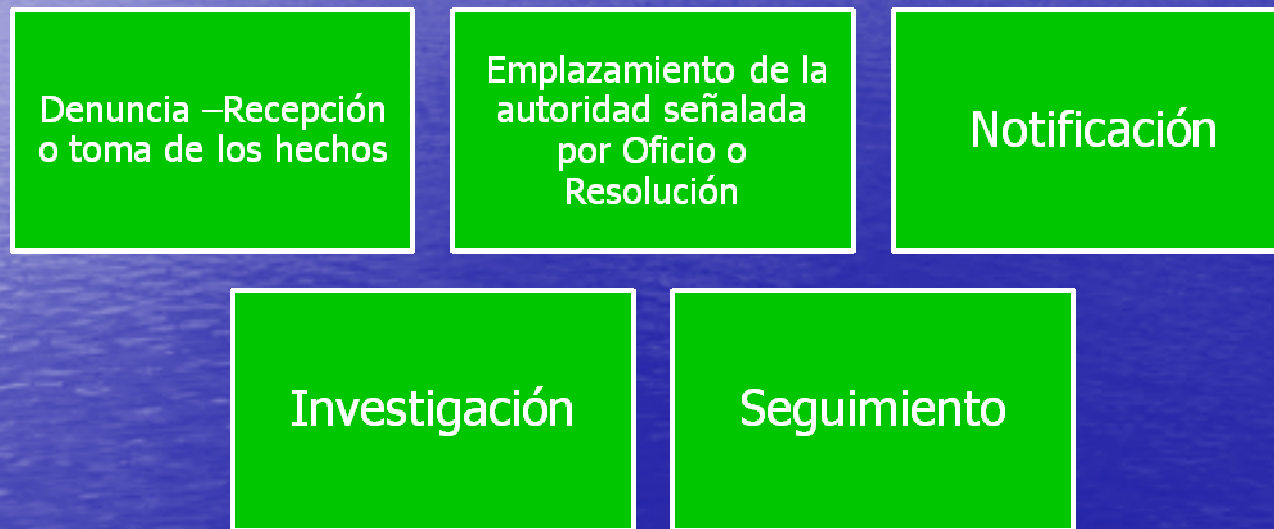 Denuncia –Recepción
o toma de los hechos
Emplazamiento de la
autoridad señalada
por Oficio o
Resolución
Notificación
Investigación
Seguimiento